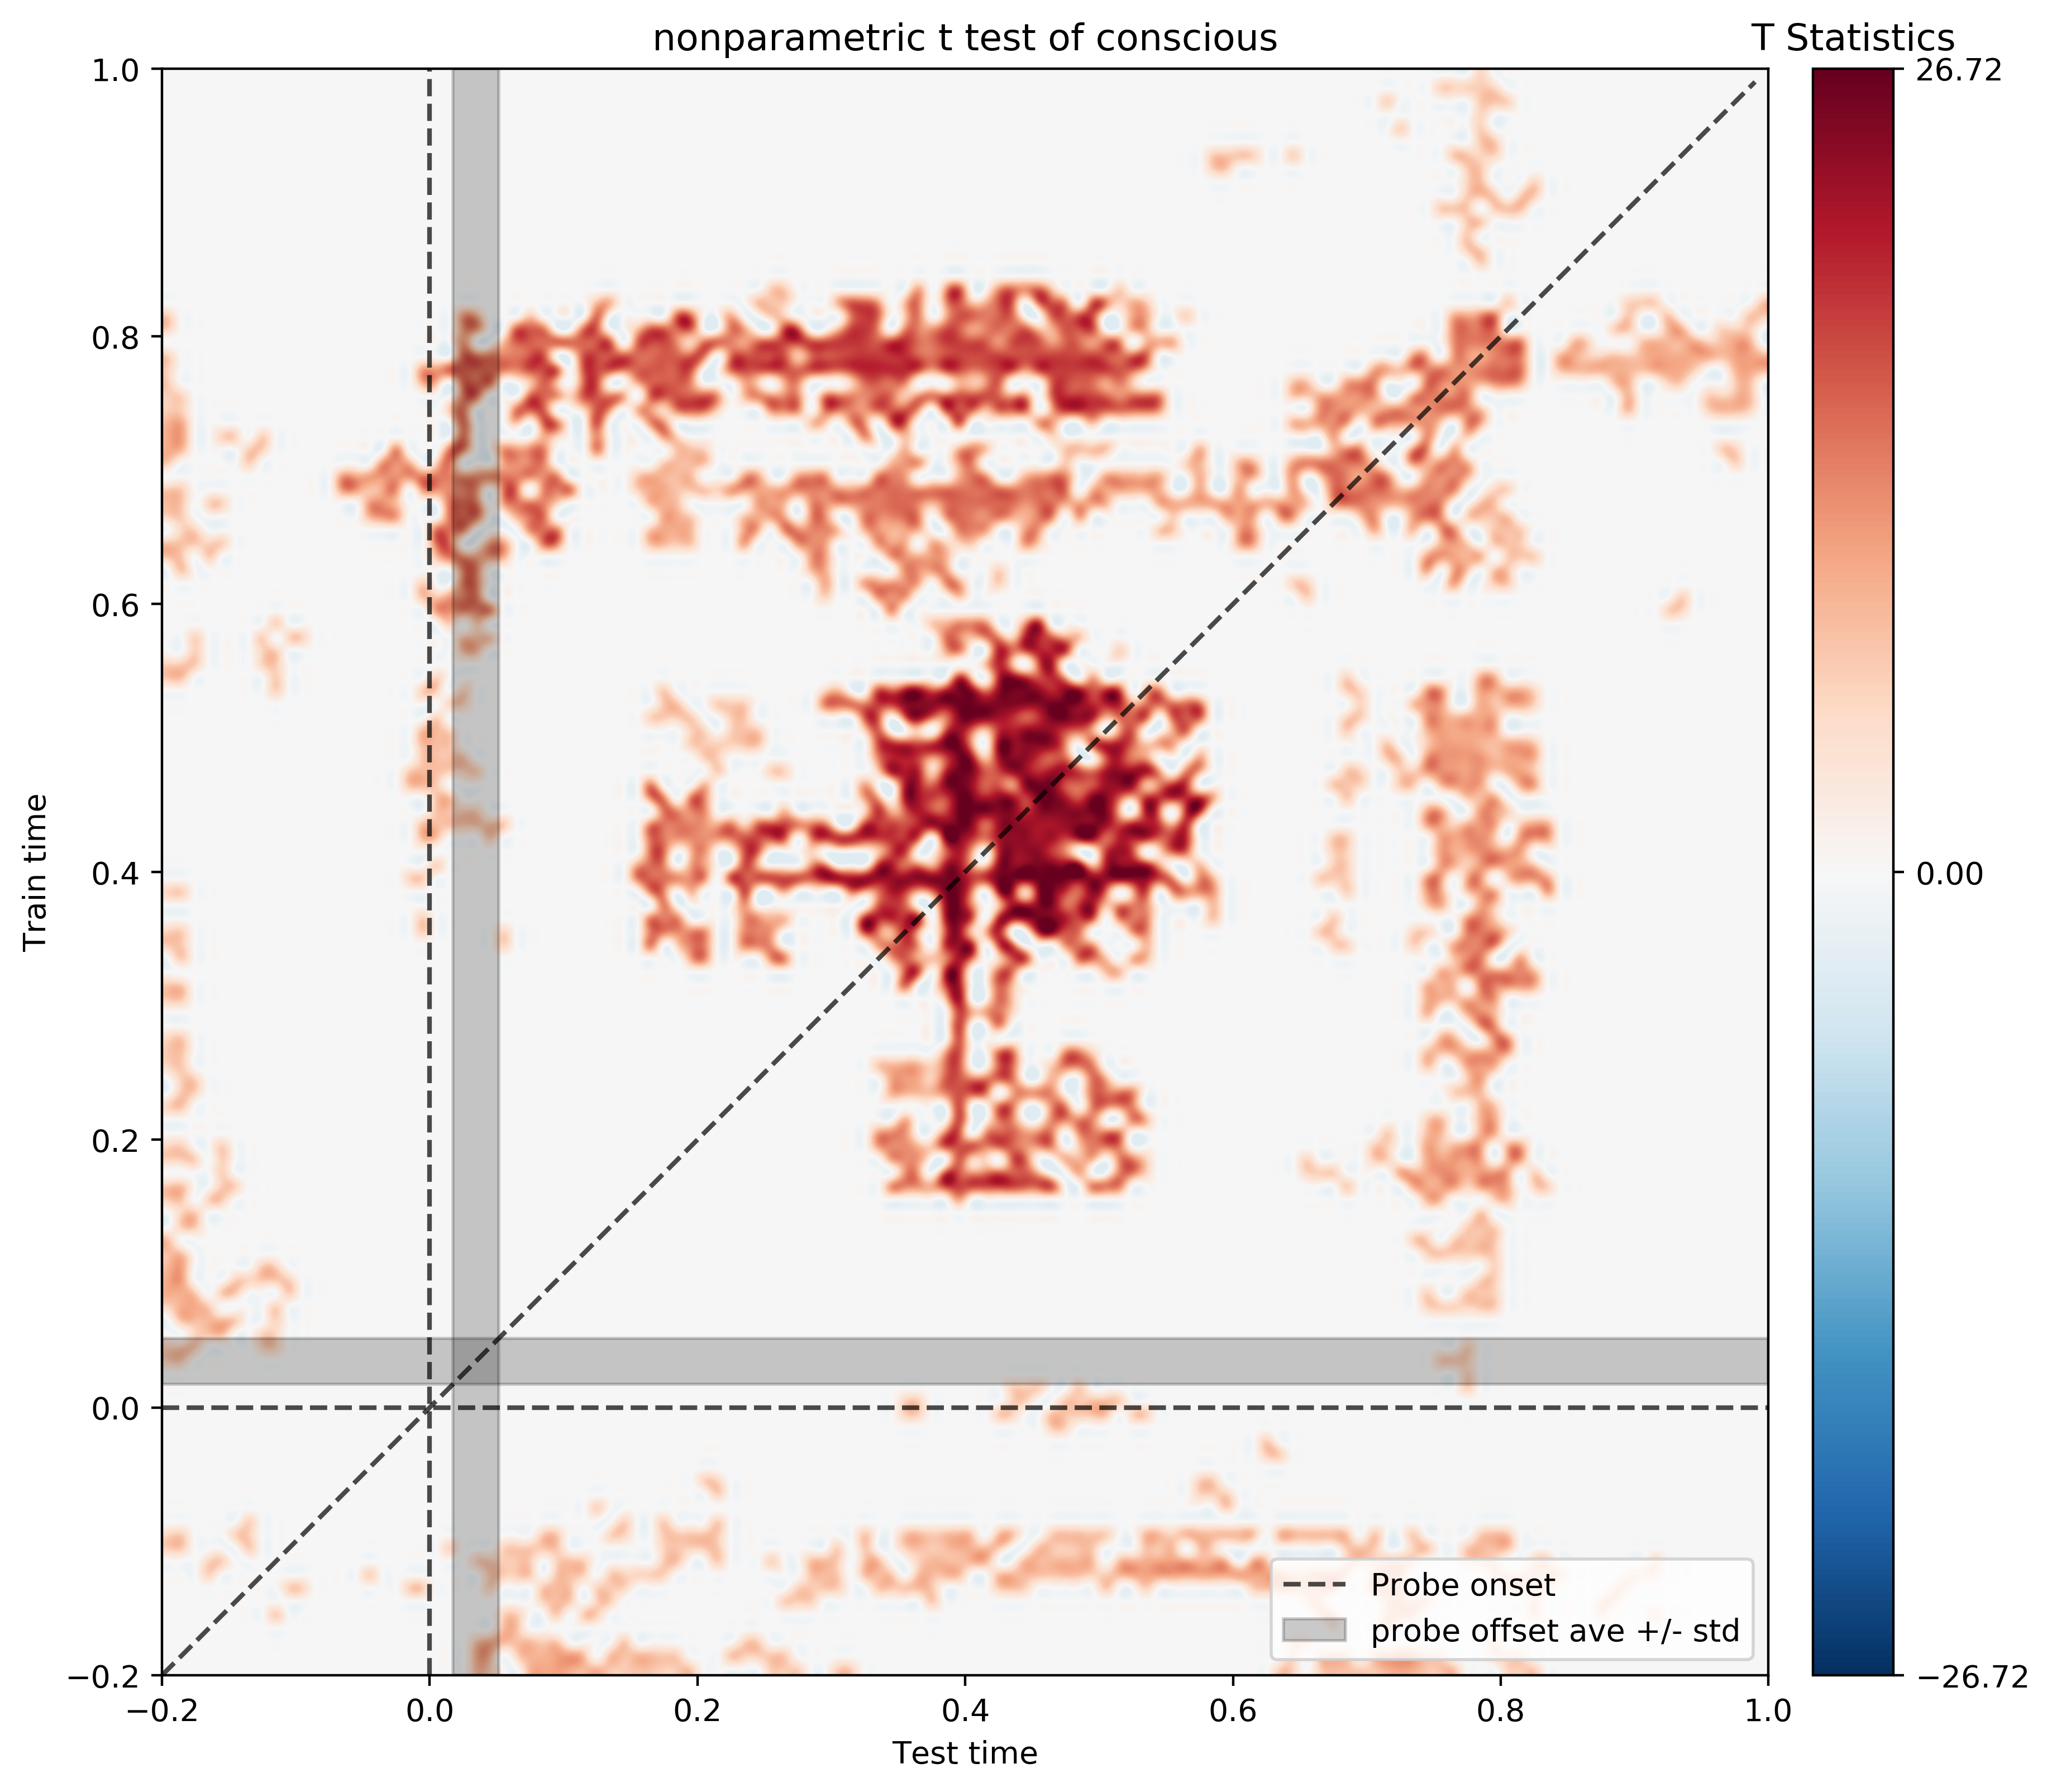 nonparametric t test of conscious
T Statistics
26.72
0.00
−26.72
1.0
0.8
0.6
0.4
0.2
0.0
−0.2
Train time
−0.2 0.0 0.2 0.4 0.6 0.8 1.0
Test time
Probe onset
probe offset ave +/- std